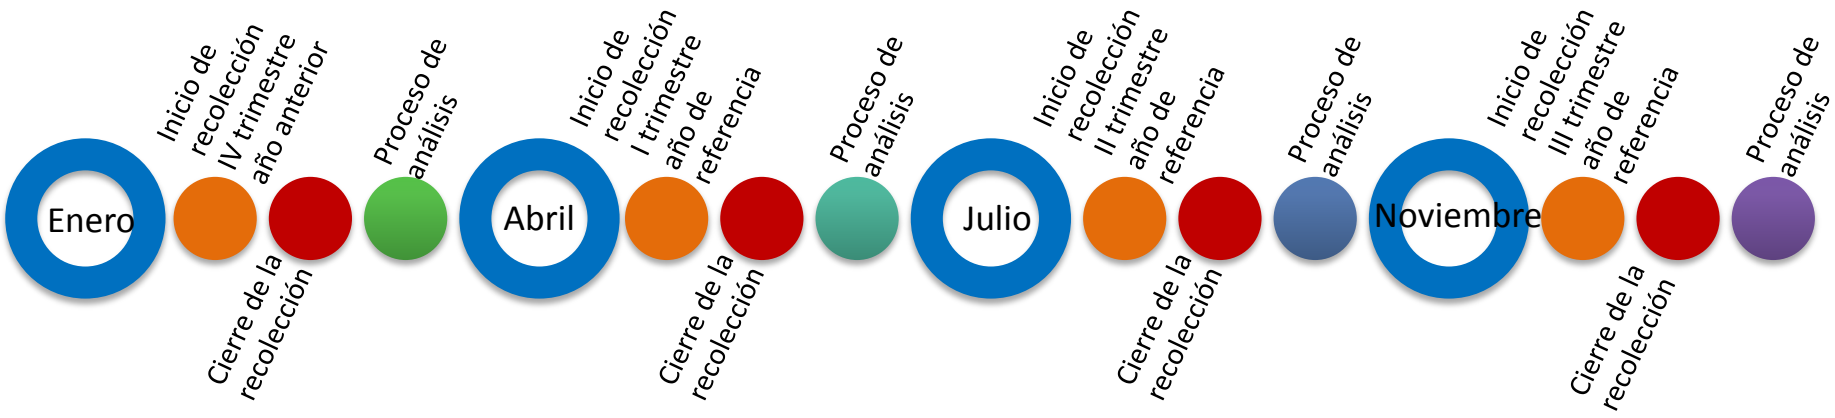 Enero
Inicio de
recolección
IV trimestre
año anterior
Cierre de la
recolección
Proceso de
análisis
Abril
Inicio de
recolección
I trimestre
año de
referencia
Cierre de la
recolección
Proceso de
análisis
Julio
Inicio de
recolección
II trimestre
año de
referencia
Cierre de la
recolección
Proceso de
análisis
Noviembre
Inicio de
recolección
III trimestre
año de
referencia
Cierre de la
recolección
Proceso de
análisis